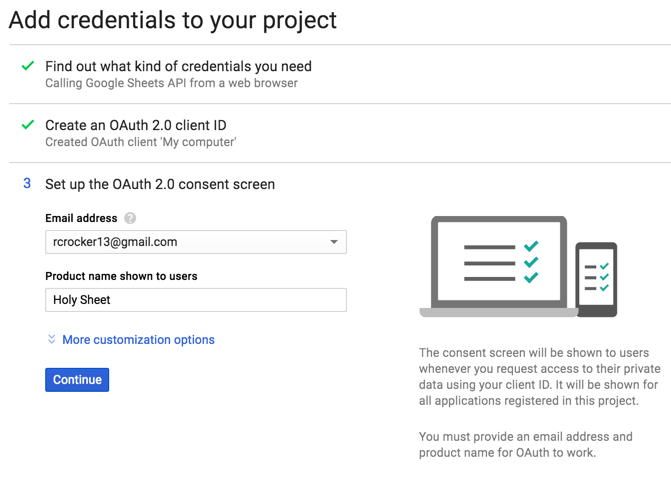 Add credentials to your project
Find out what kind of credentials you need
Calling Google Sheets API from a web browser
Create an OAuth 2.0 client ID
Created OAuth client 'My computer'
3 Set up the OAuth 2.0 consent screen
Email address ?
rcrocker13@gmail.com
Product name shown to users
Holy Sheet
More customization options
Continue
The consent screen will be shown to users
whenever you request access to their private
data using your client ID. It will be shown for
all applications registered in this project.
You must provide an email address and
product name for OAuth to work.